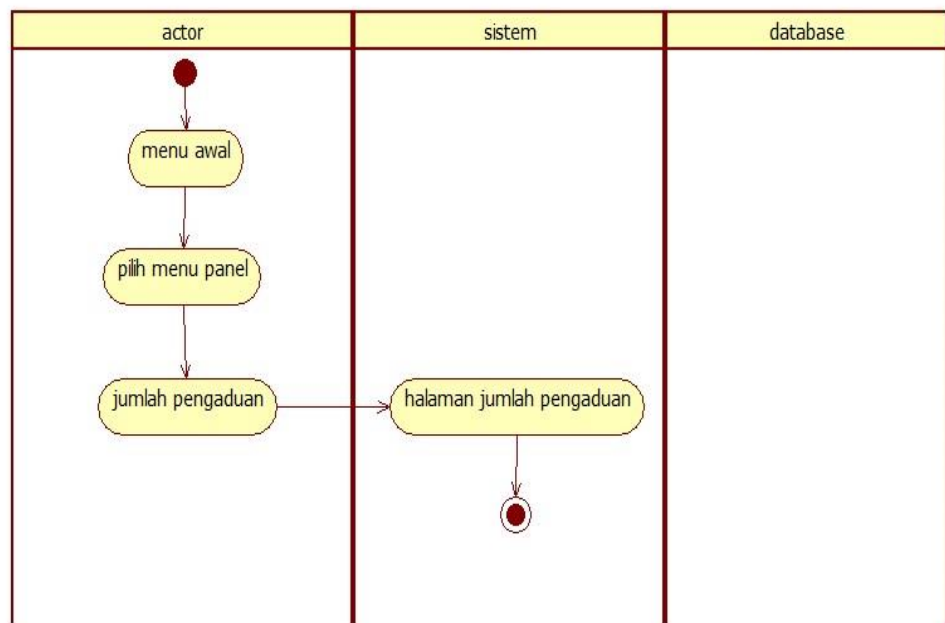 actor
sistem
database
menu awal
pilih menu panel
jumlah pengaduan
halaman jumlah pengaduan